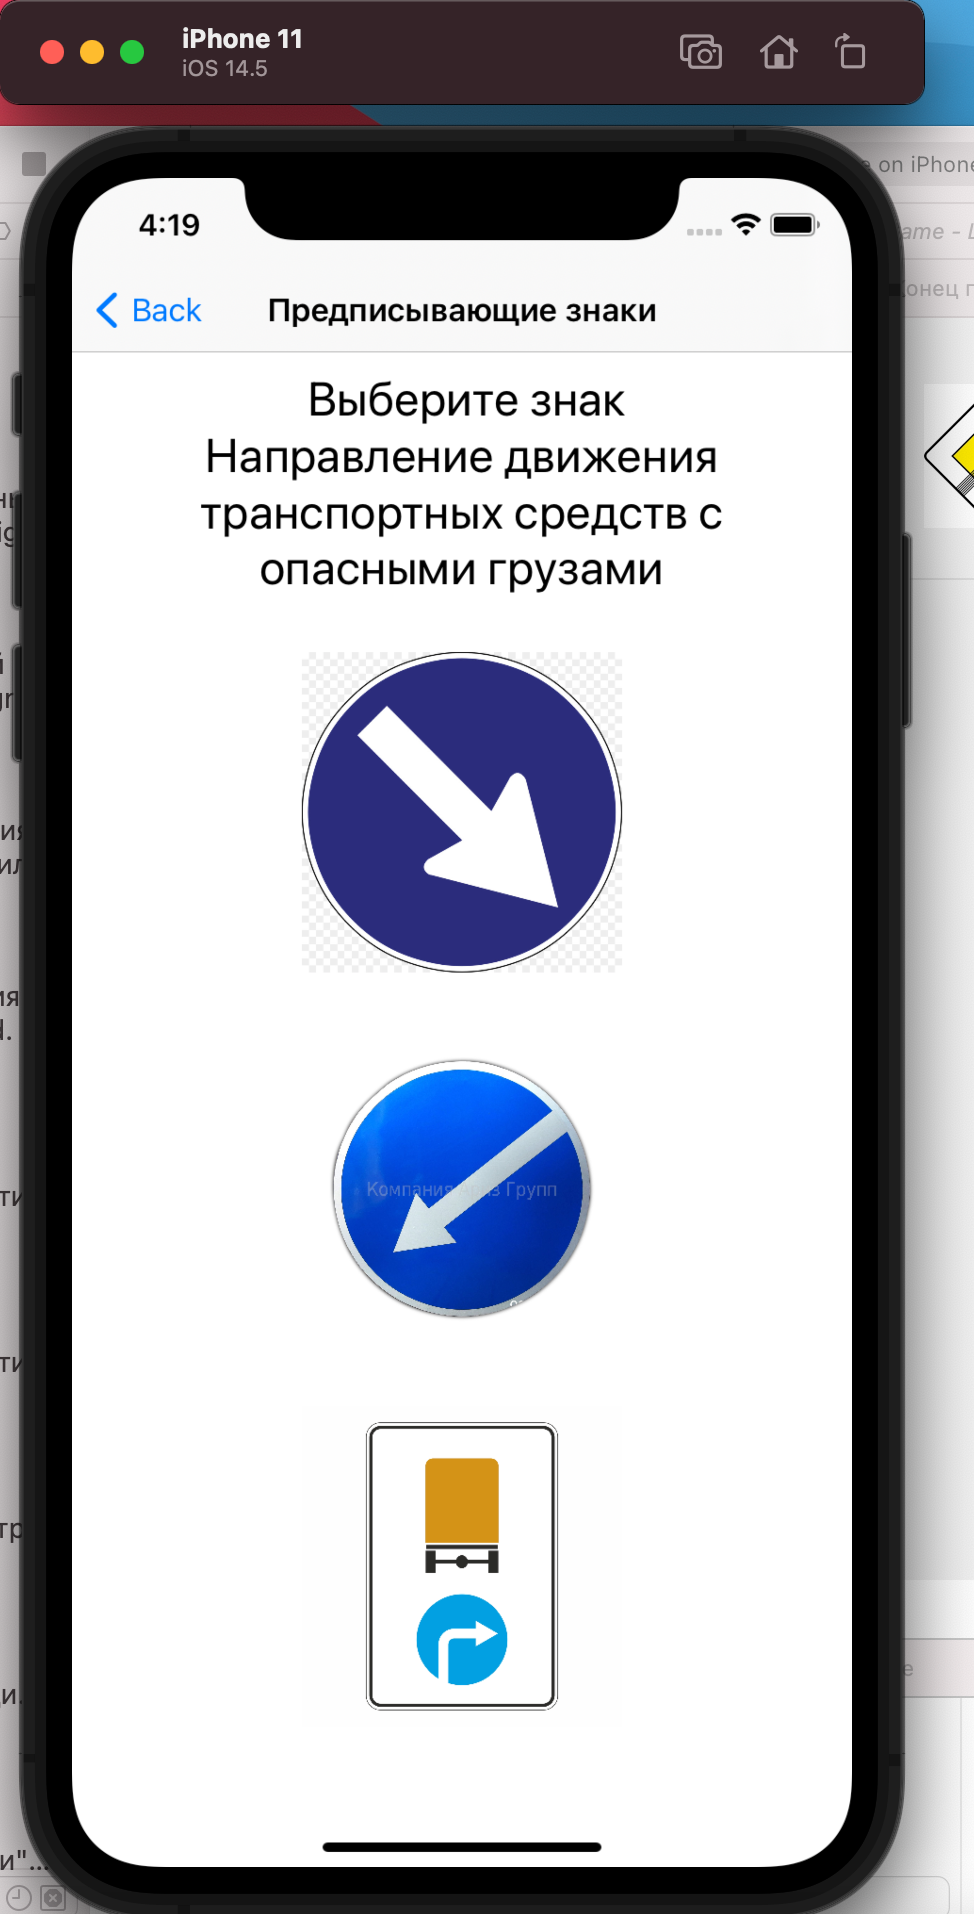 iPhone 11
iOS 14.5
on iPhone
4:19
ame - L
Back
Предписывающие знаки
онец г
Выберите знак
Направление движения
транспортных средств с
опасными грузами
Компания
Групп